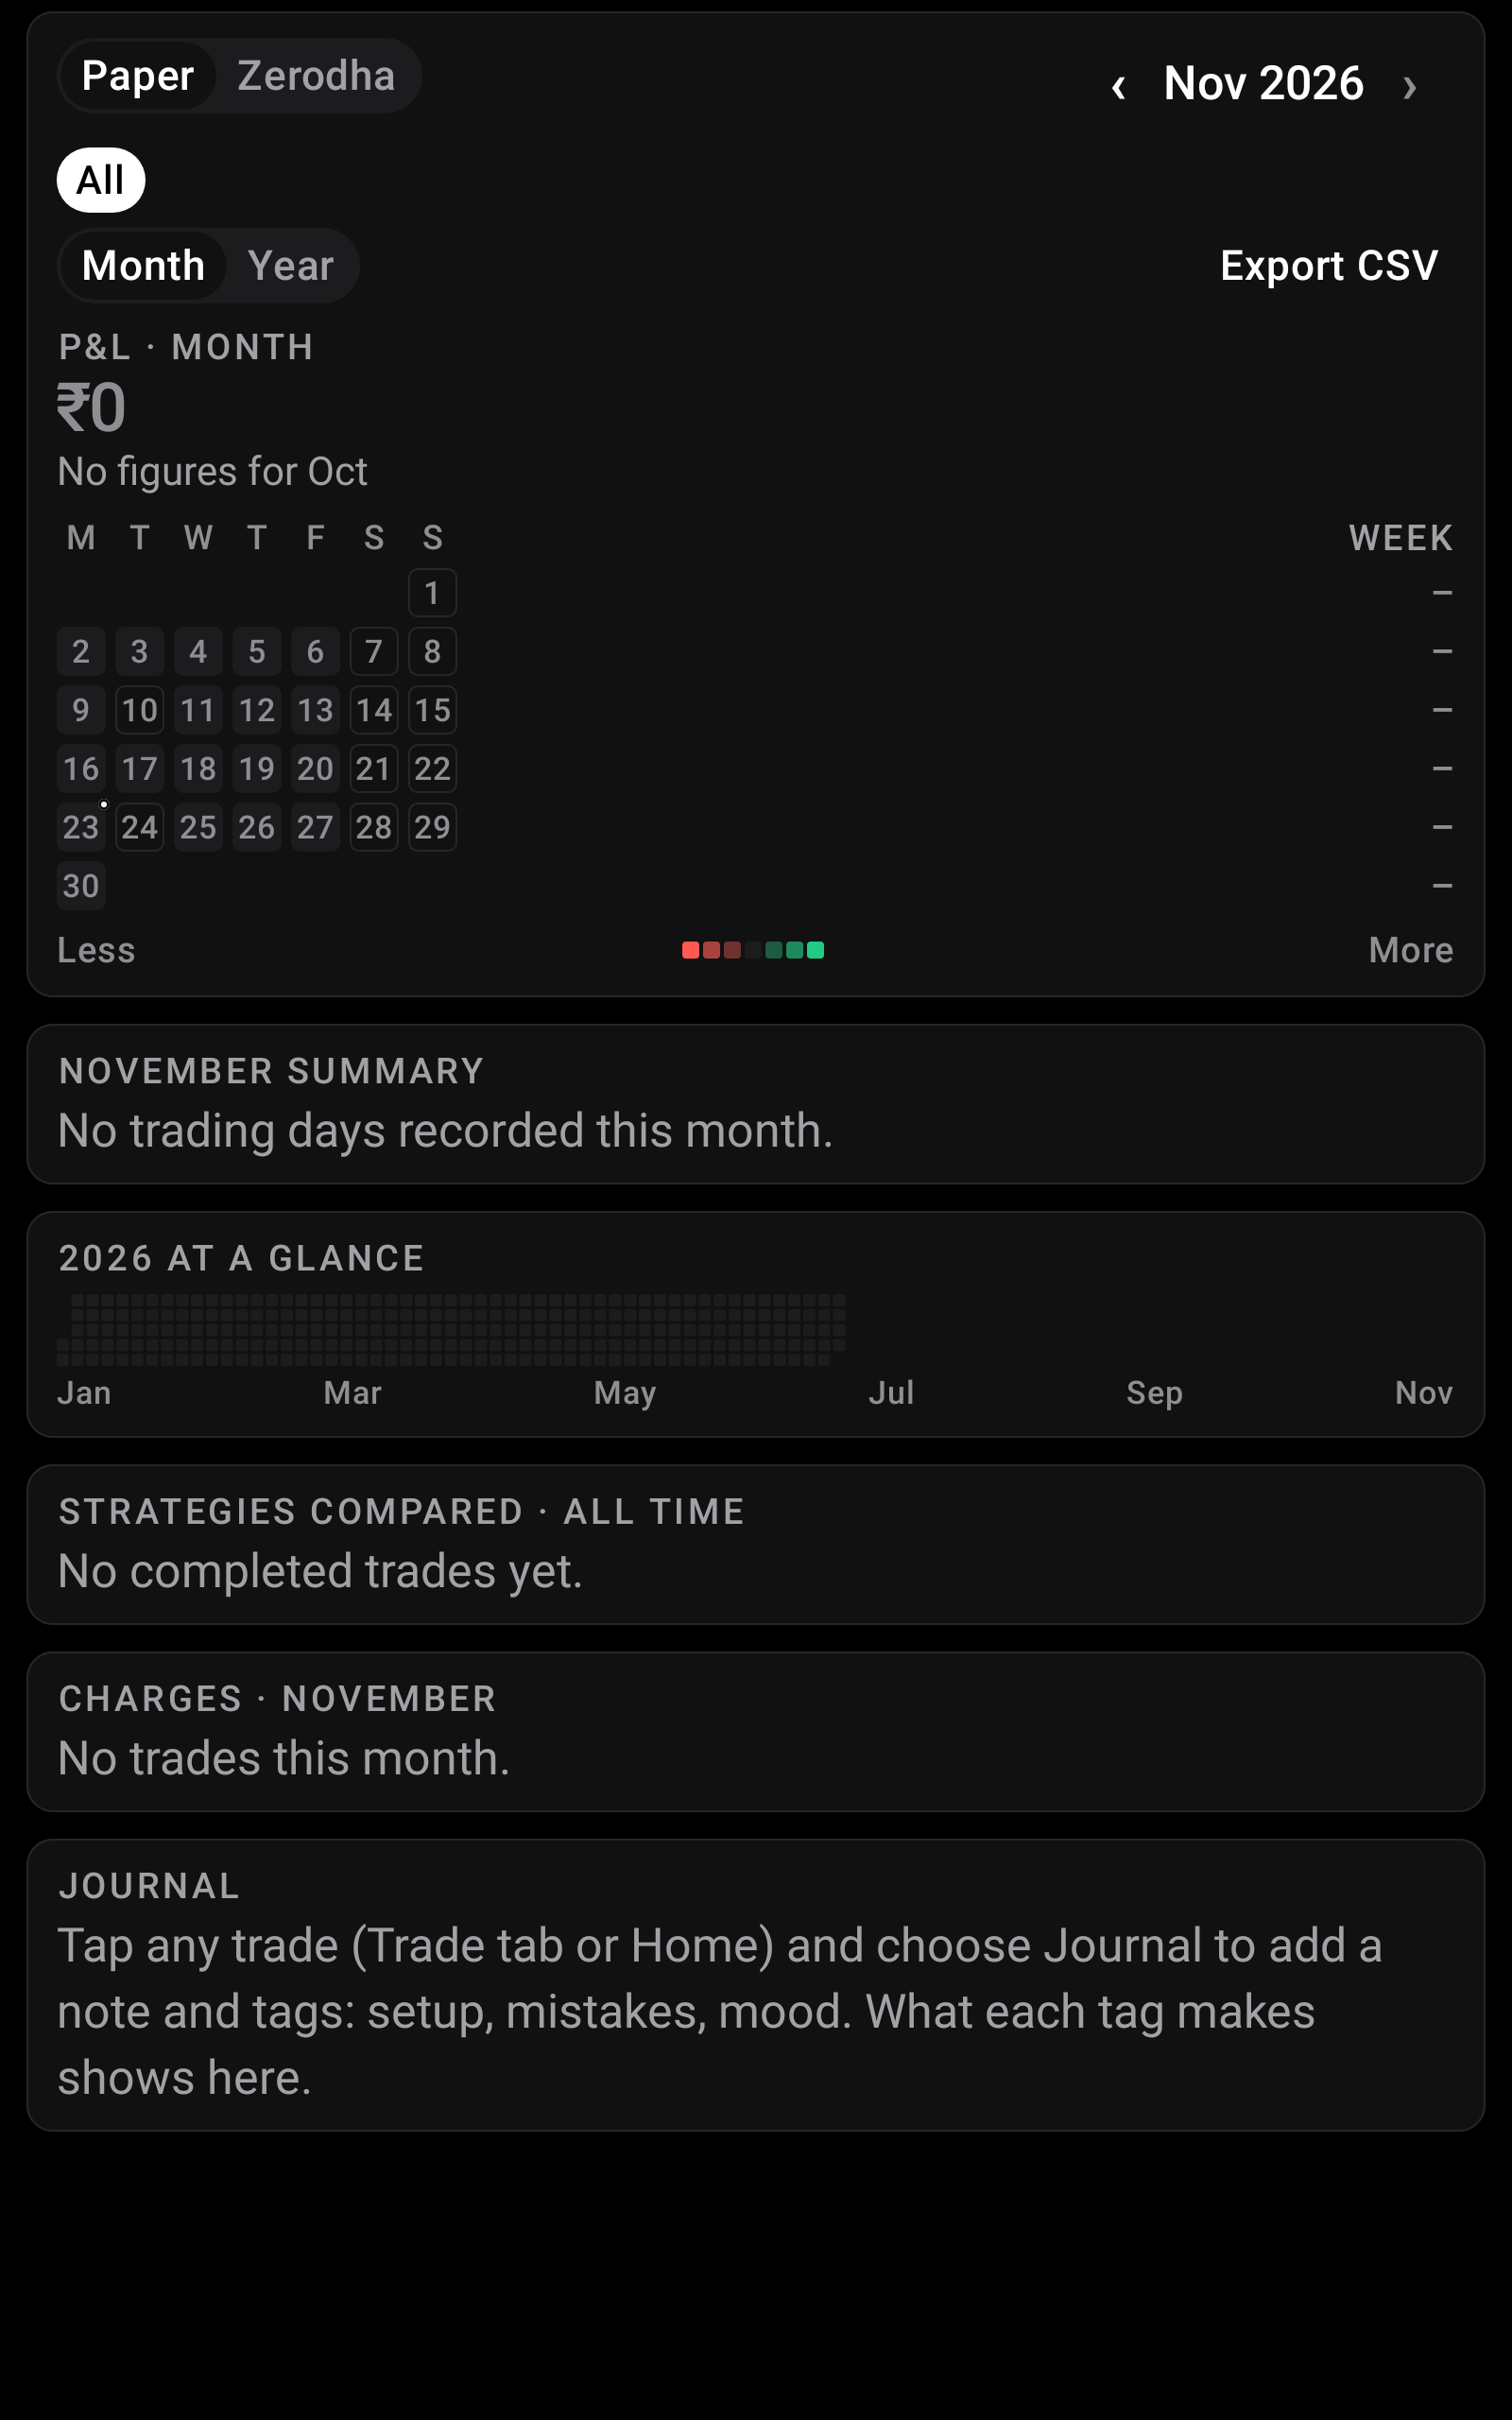 Paper Zerodha
‹ Nov 2026 ›
All
Month Year
Export CSV
P&L · MONTH
₹0
No figures for Oct
M T W T F S S WEEK
1 –
2 3 4 5 6 7 8 –
9 10 11 12 13 14 15 –
16 17 18 19 20 21 22 –
23 24 25 26 27 28 29 –
30 –
Less More
NOVEMBER SUMMARY
No trading days recorded this month.
2026 AT A GLANCE
Jan Mar May Jul Sep Nov
STRATEGIES COMPARED · ALL TIME
No completed trades yet.
CHARGES · NOVEMBER
No trades this month.
JOURNAL
Tap any trade (Trade tab or Home) and choose Journal to add a
note and tags: setup, mistakes, mood. What each tag makes
shows here.